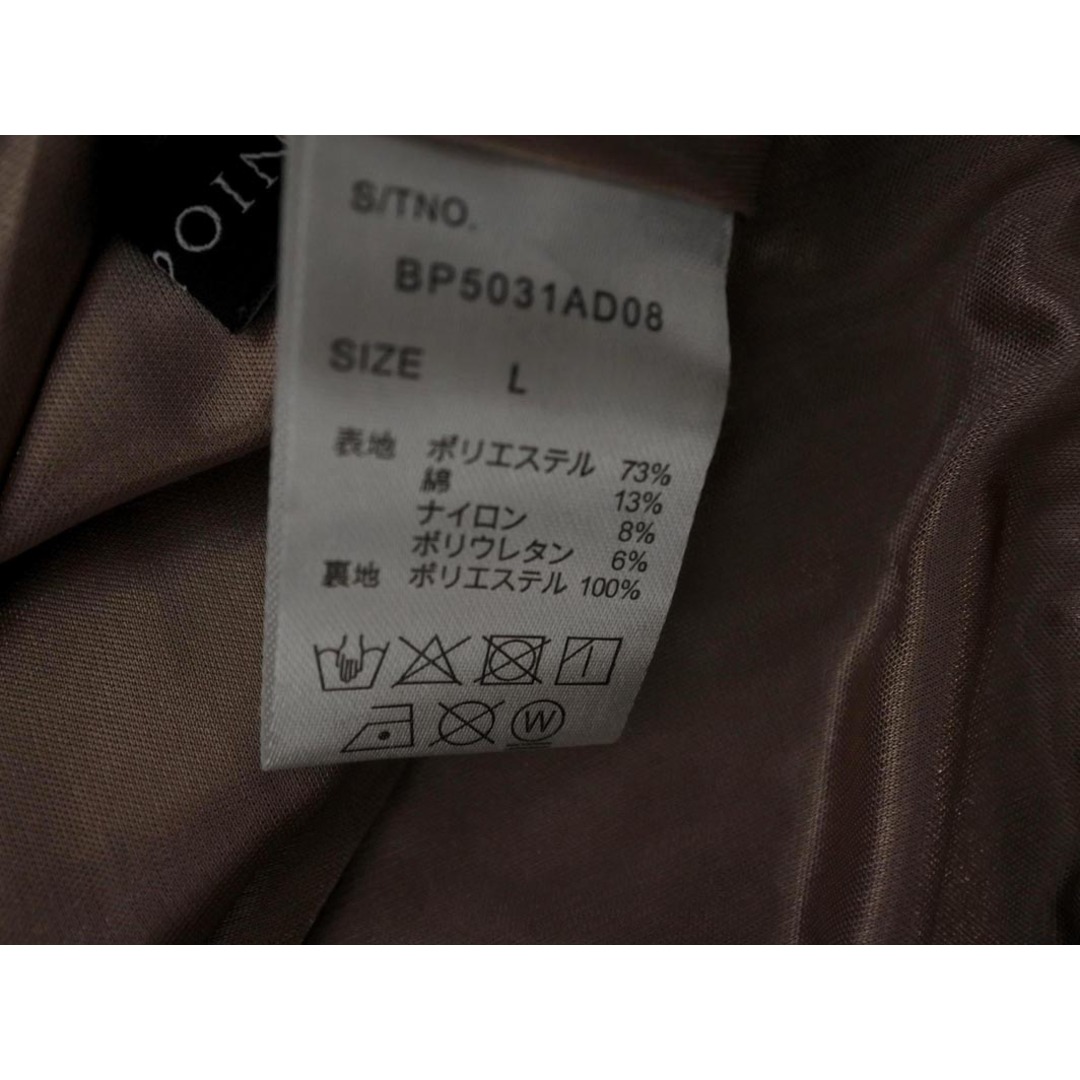 S/TNO.
BP5031AD08
SIZE L
表地 ポリエステル 73%
綿 13%
ナイロン 8%
ポリウレタン 6%
裏地 ポリエステル 100%
W